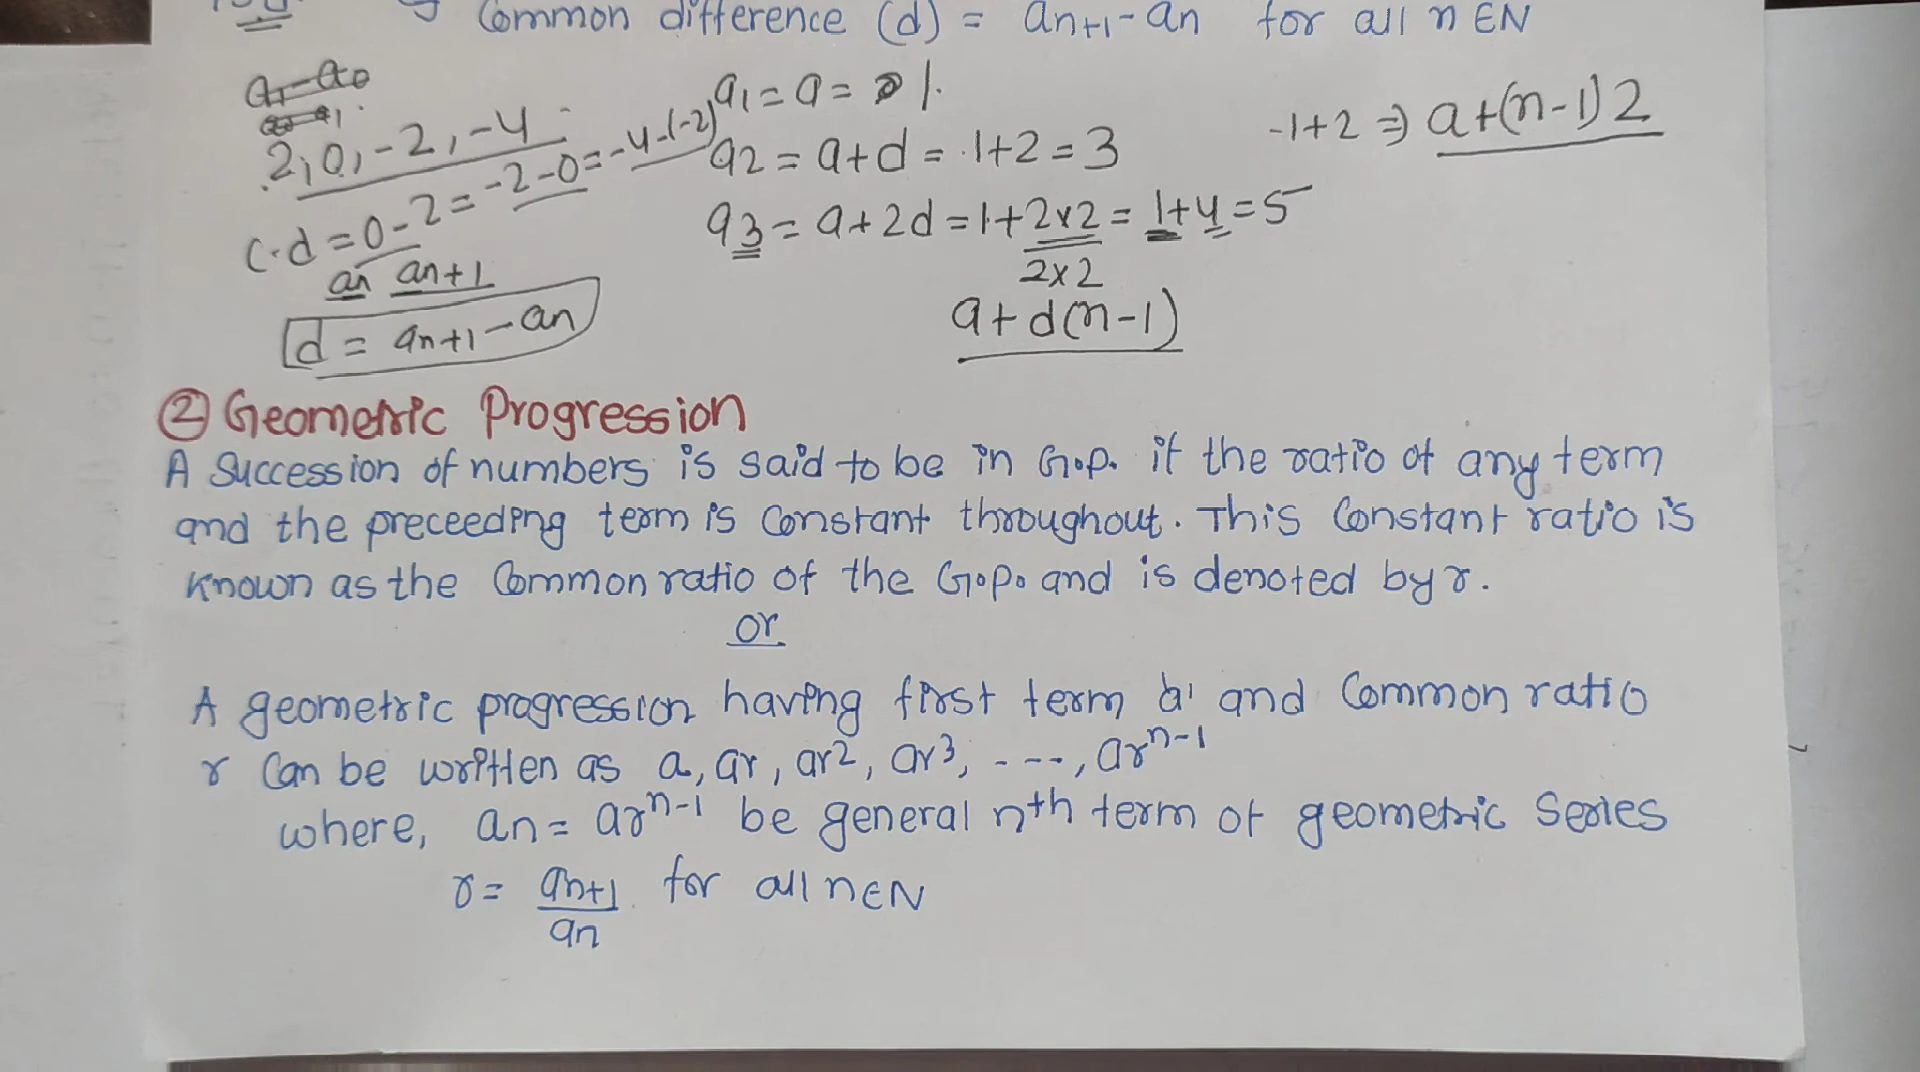 Common difference (d) = an+1 - an for all n ∈ N
2, 0, -2, -4
C.d = 0-2 = -2-0 = -4-(-2)
an an+1
d = an+1 - an
a1 = a = 1.
a2 = a+d = 1+2 = 3
a3 = a+2d = 1+2x2 = 1+4 = 5
2x2
a+d(n-1)
-1+2 ⇒ a+(n-1)2
② Geometric Progression
A Succession of numbers is said to be in G.p. if the ratio of any term
and the preceeding term is Constant throughout. This Constant ratio is
known as the Common ratio of the G.p. and is denoted by r.
or
A geometric progression having first term 'a' and Common ratio
r Can be written as a, ar, ar2, ar3, ----, arⁿ⁻¹
where, an = arⁿ⁻¹ be general nth term of geometric Series
r = an+1/an for all n ∈ N